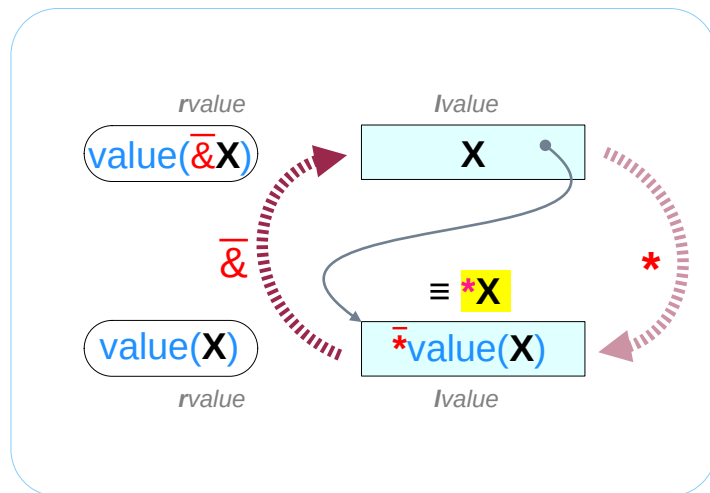 rvalue lvalue
value(&̅X) X
&̅ *
≡ *X
value(X) *̅value(X)
rvalue lvalue